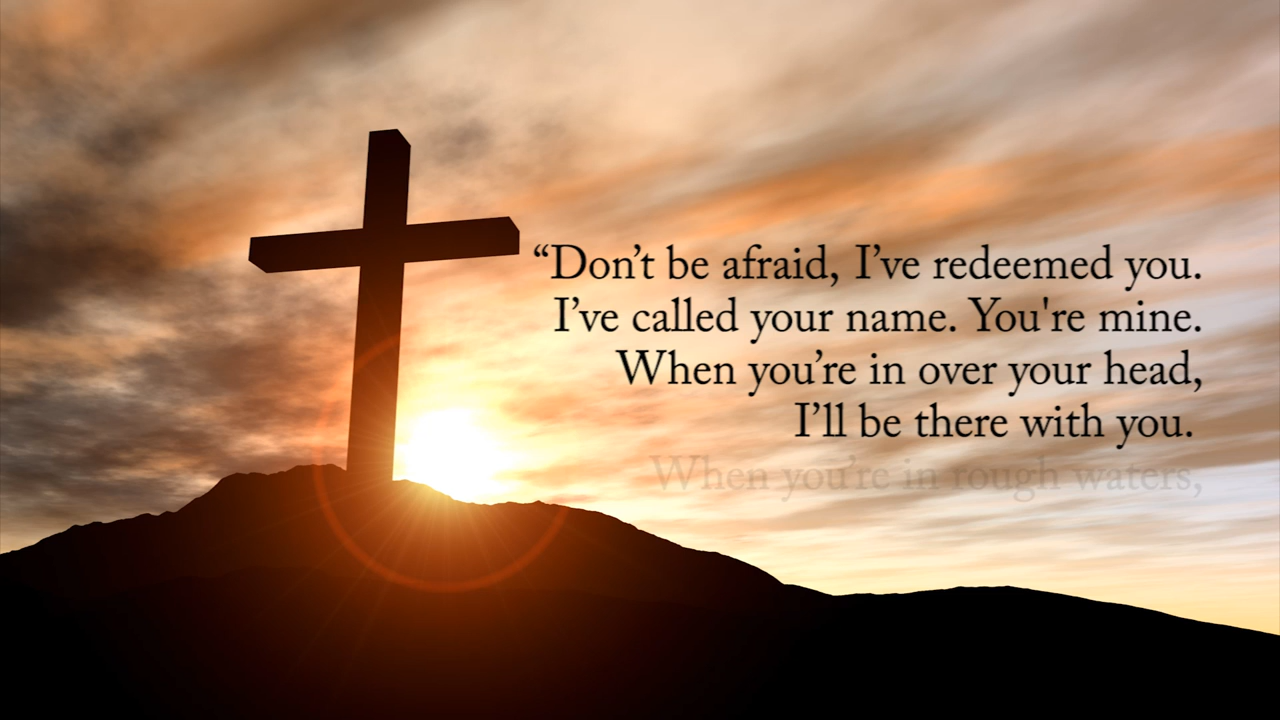 “Don’t be afraid, I’ve redeemed you.
I’ve called your name. You're mine.
When you’re in over your head,
I’ll be there with you.
When you’re in rough waters,